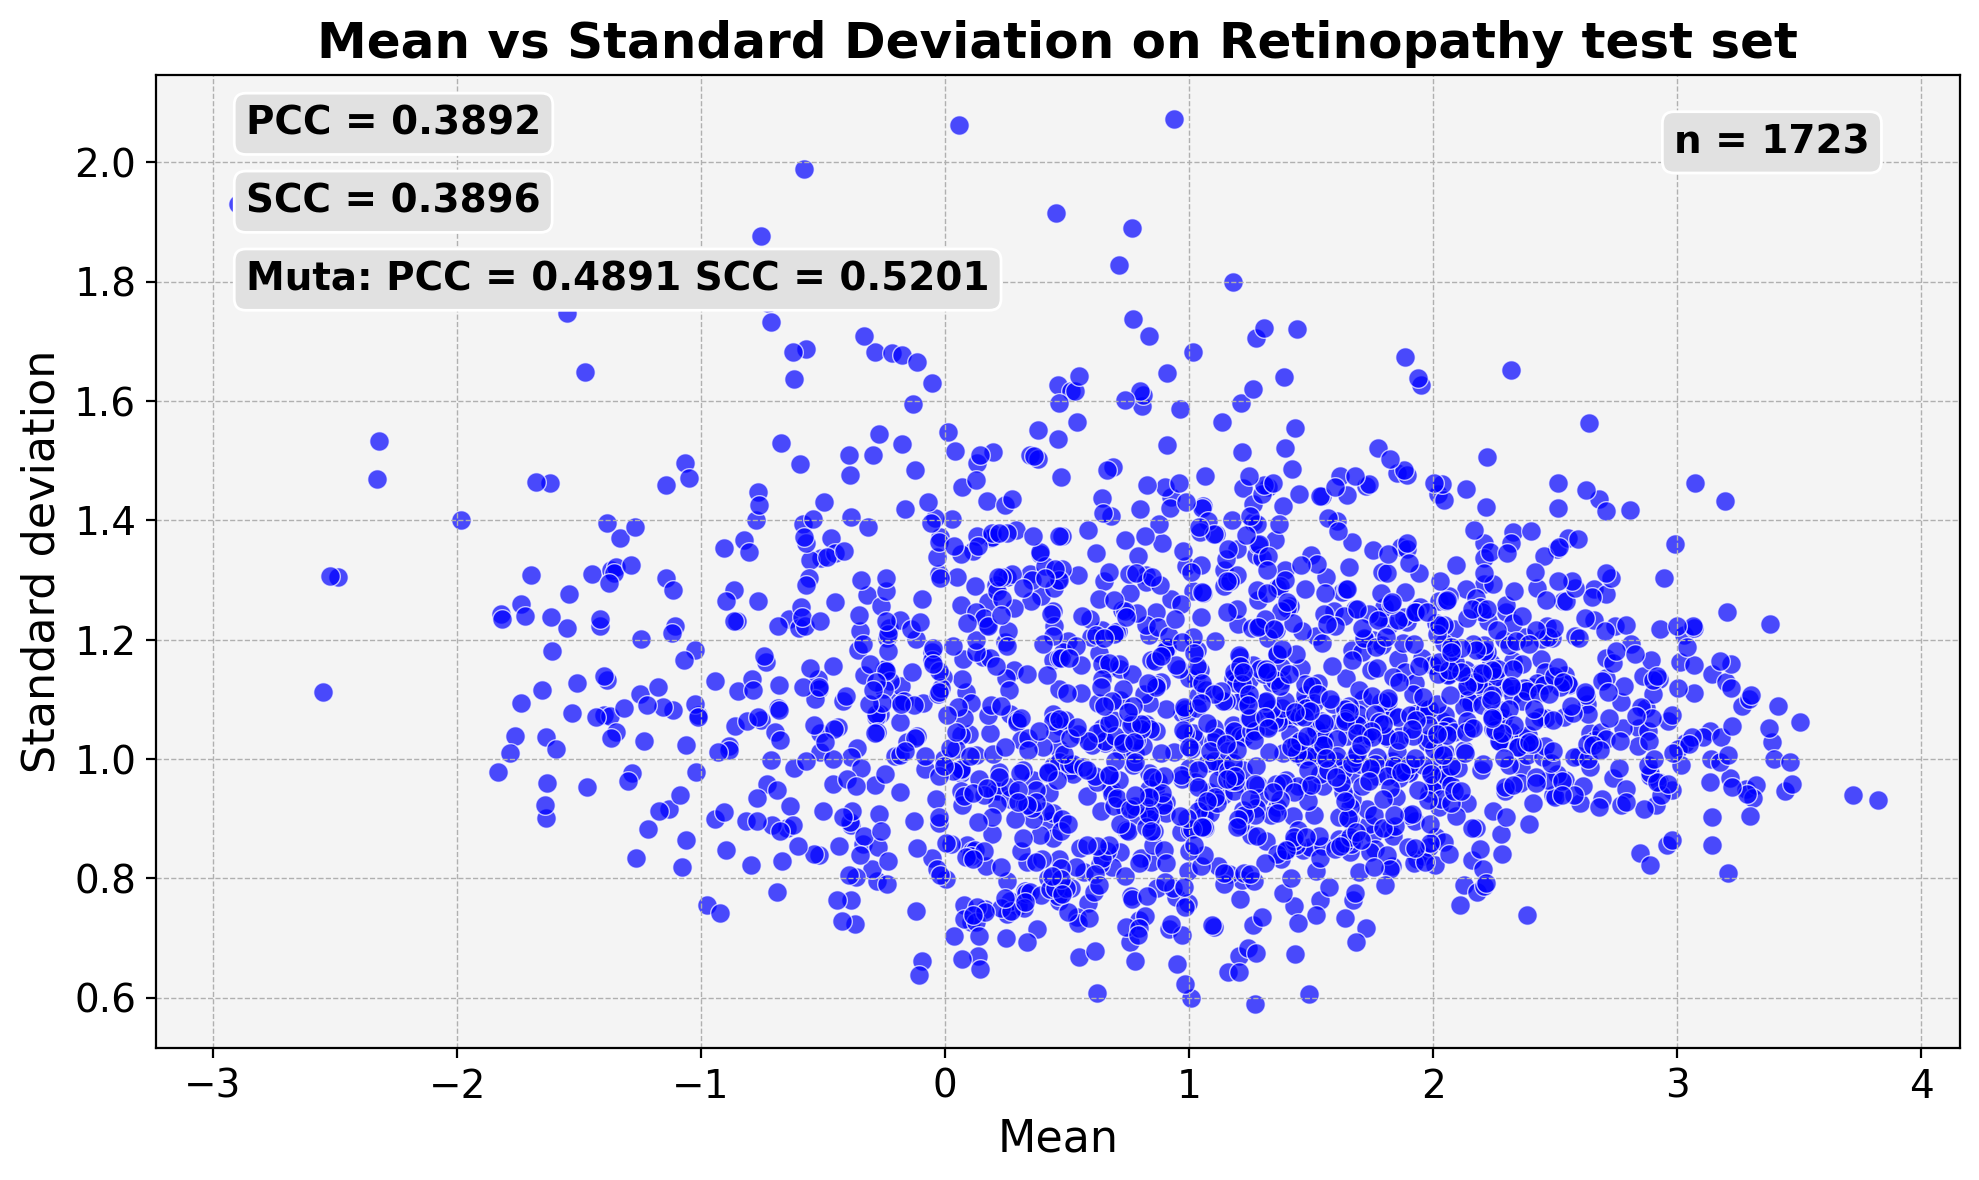 Mean vs Standard Deviation on Retinopathy test set
PCC = 0.3892
n = 1723
SCC = 0.3896
Muta: PCC = 0.4891 SCC = 0.5201
Standard deviation
2.0
1.8
1.6
1.4
1.2
1.0
0.8
0.6
−3 −2 −1 0 1 2 3 4
Mean